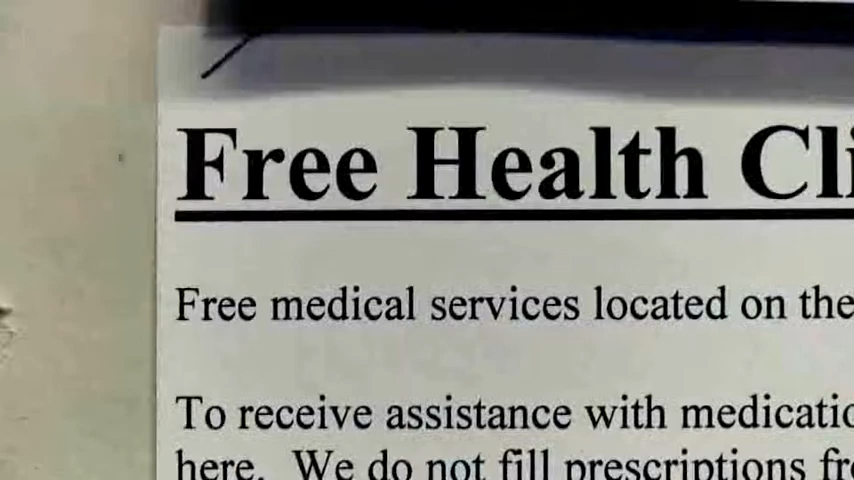 Free Health Cli
Free medical services located on the
To receive assistance with medicatio
here. We do not fill prescriptions fr